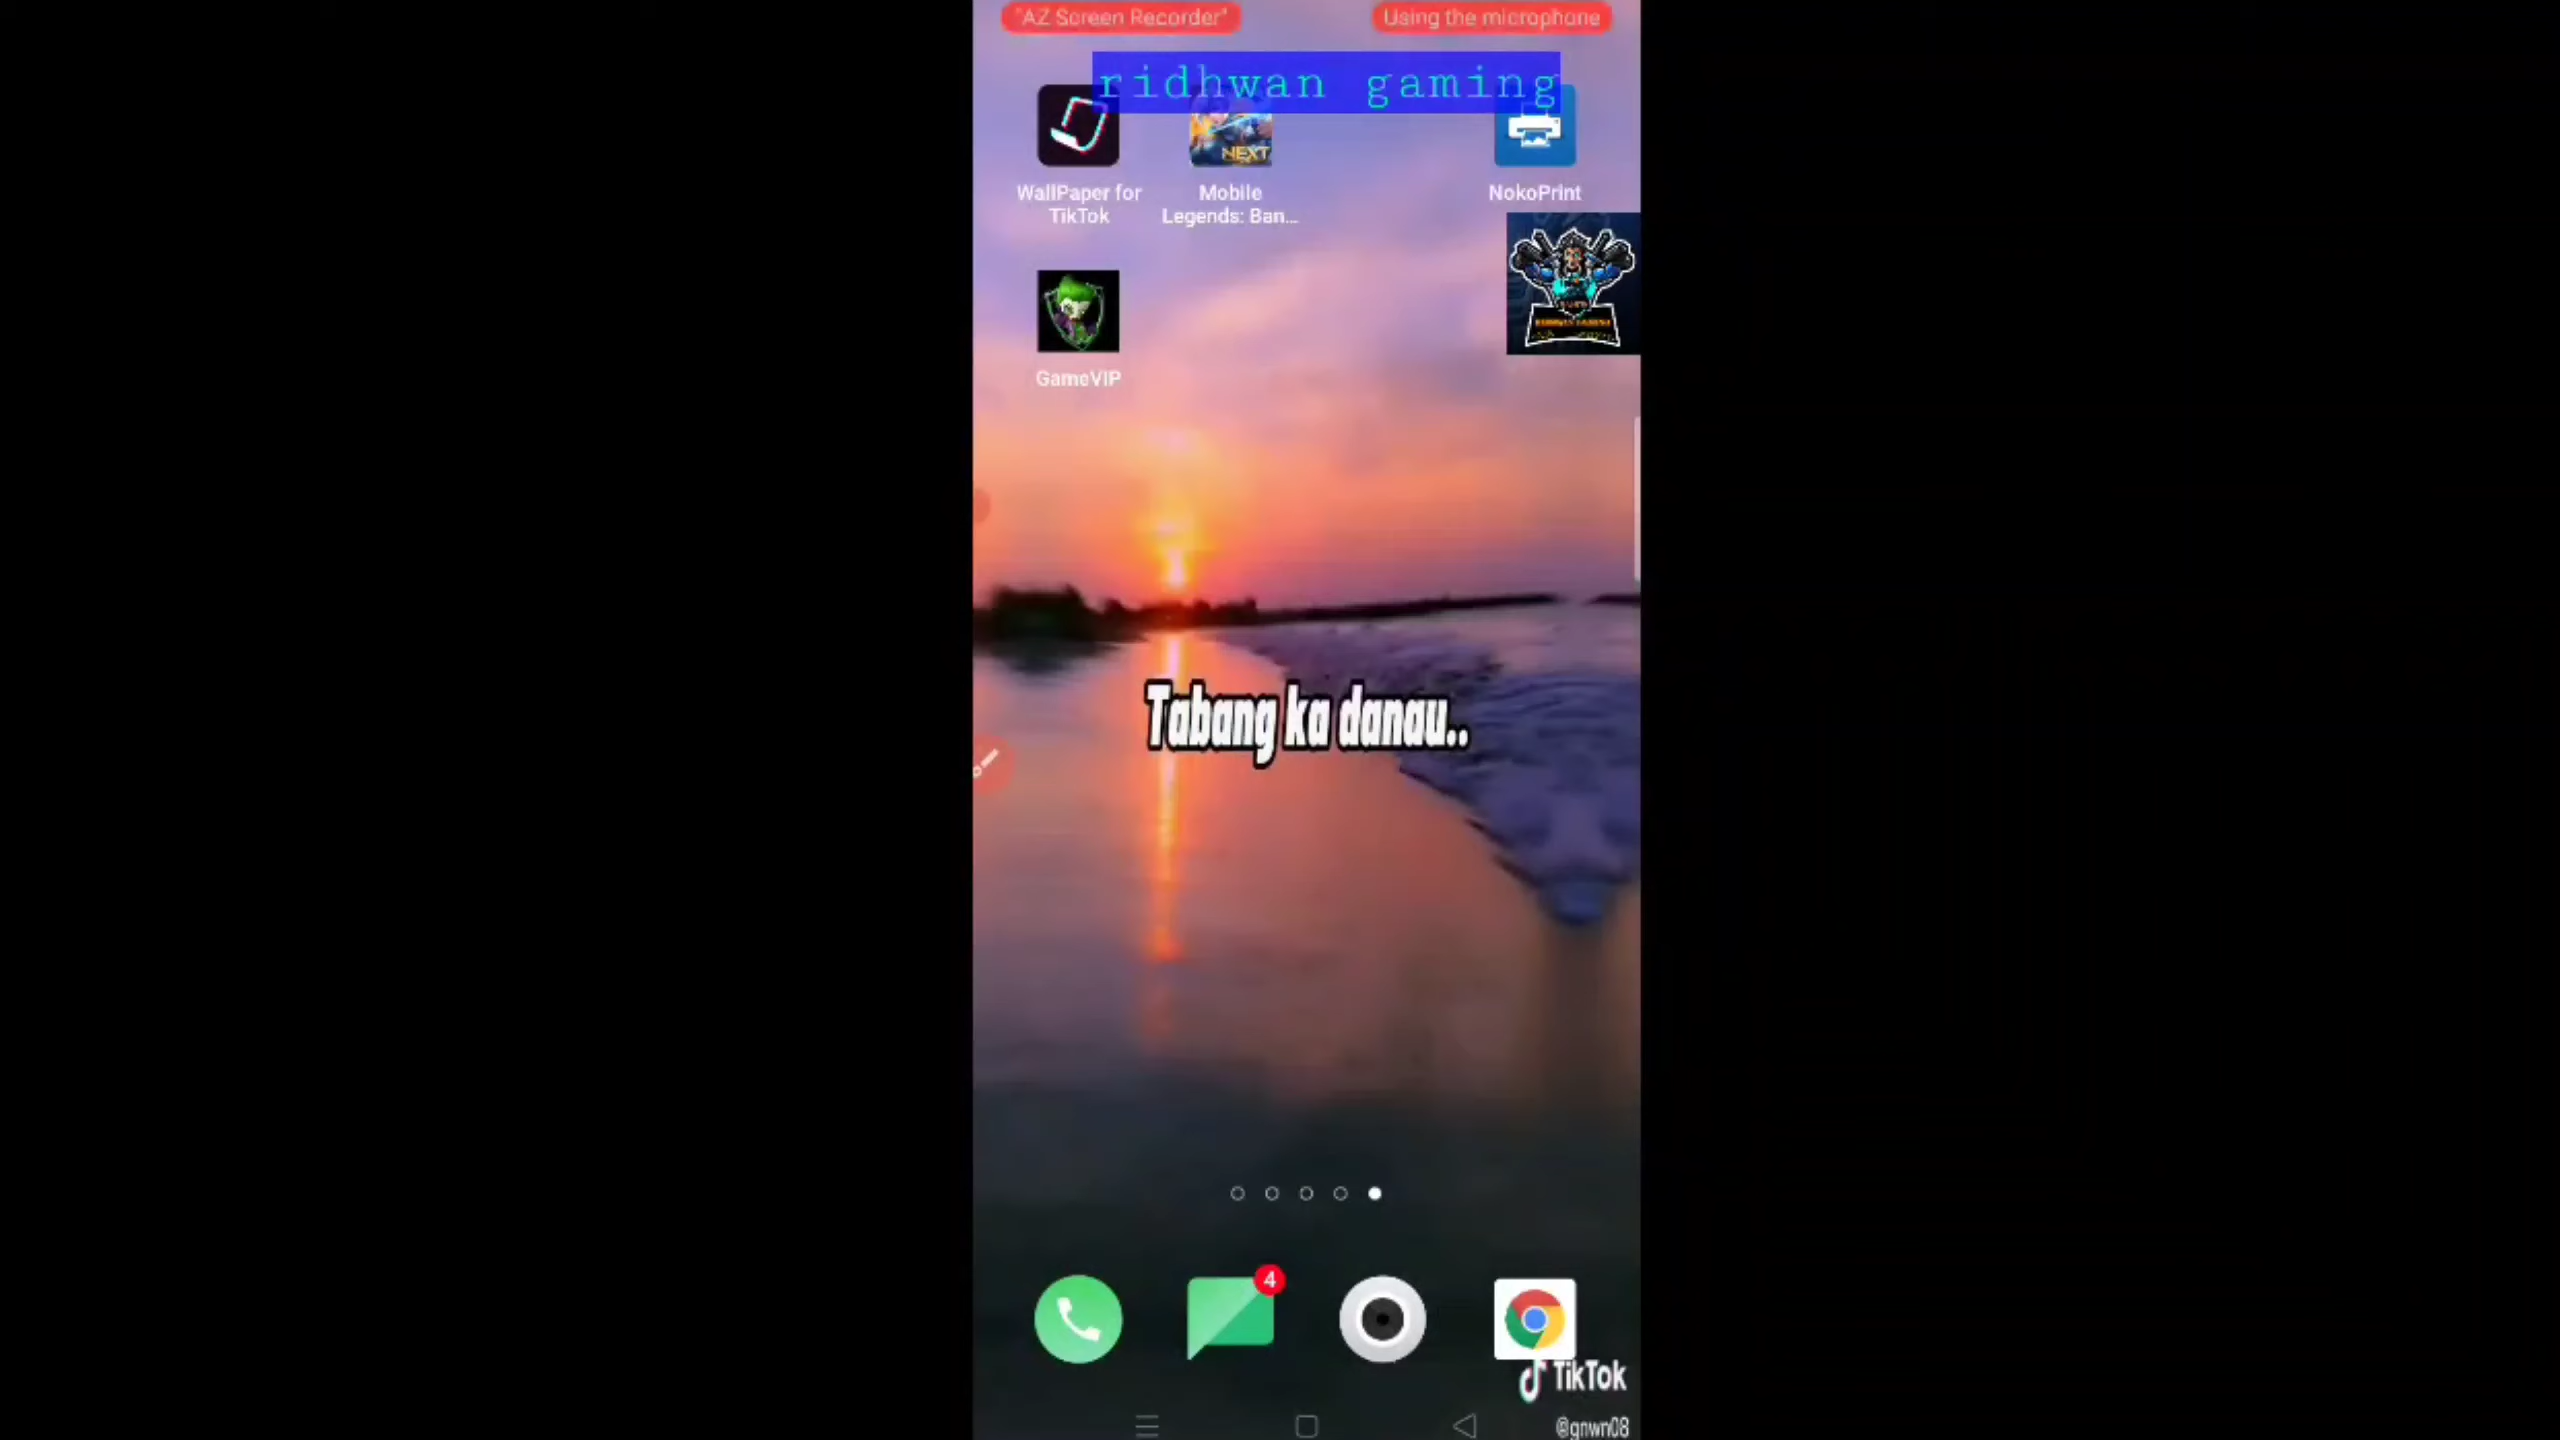 "AZ Screen Recorder"
Using the microphone
ridhwan gaming
NEXT
WallPaper for
TikTok
Mobile
Legends: Ban...
NokoPrint
GameVIP
Tabang ka danau..
4
TikTok
@gnwn08